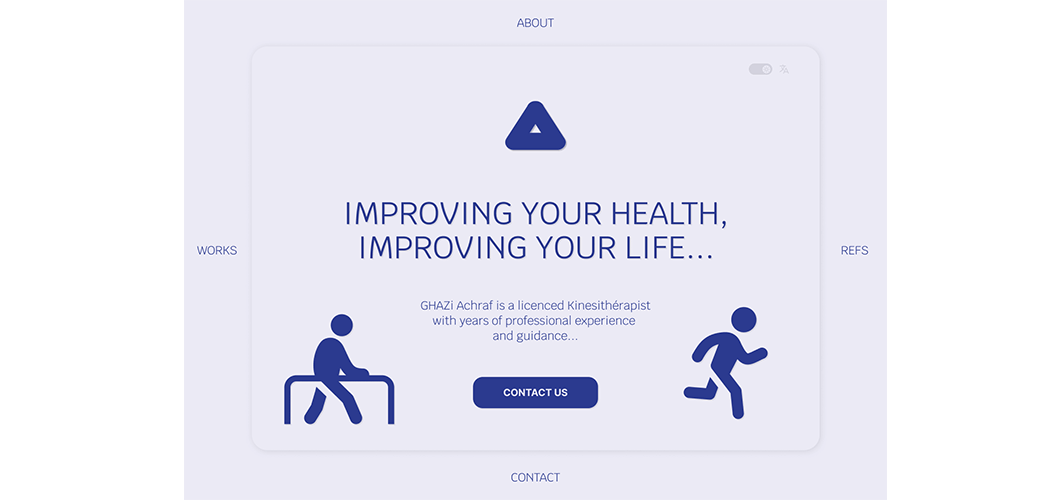 ABOUT
IMPROVING YOUR HEALTH,
IMPROVING YOUR LIFE...
WORKS
REFS
GHAZi Achraf is a licenced Kinesithérapist
with years of professional experience
and guidance...
CONTACT US
CONTACT